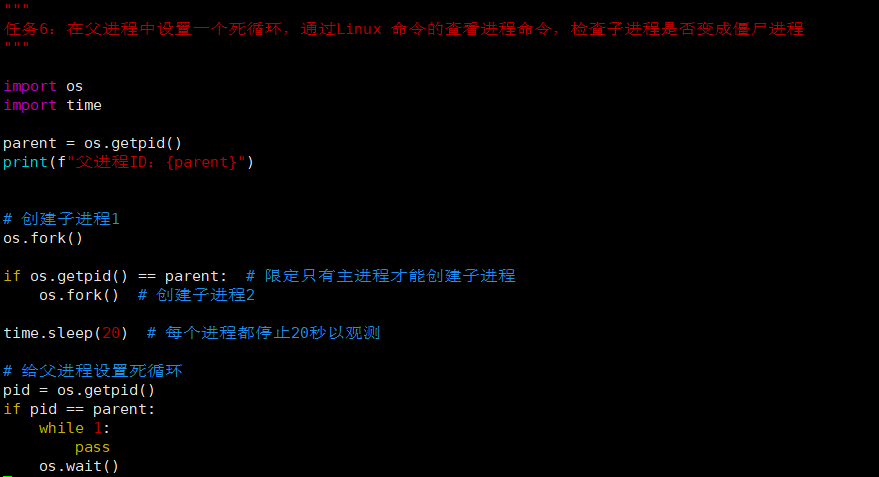 """
任务6：在父进程中设置一个死循环，通过Linux 命令的查看进程命令，检查子进程是否变成僵尸进程
"""
import os
import time
parent = os.getpid()
print(f"父进程ID：{parent}")
# 创建子进程1
os.fork()
if os.getpid() == parent:  # 限定只有主进程才能创建子进程
    os.fork()  # 创建子进程2
time.sleep(20)  # 每个进程都停止20秒以观测
# 给父进程设置死循环
pid = os.getpid()
if pid == parent:
    while 1:
        pass
    os.wait()